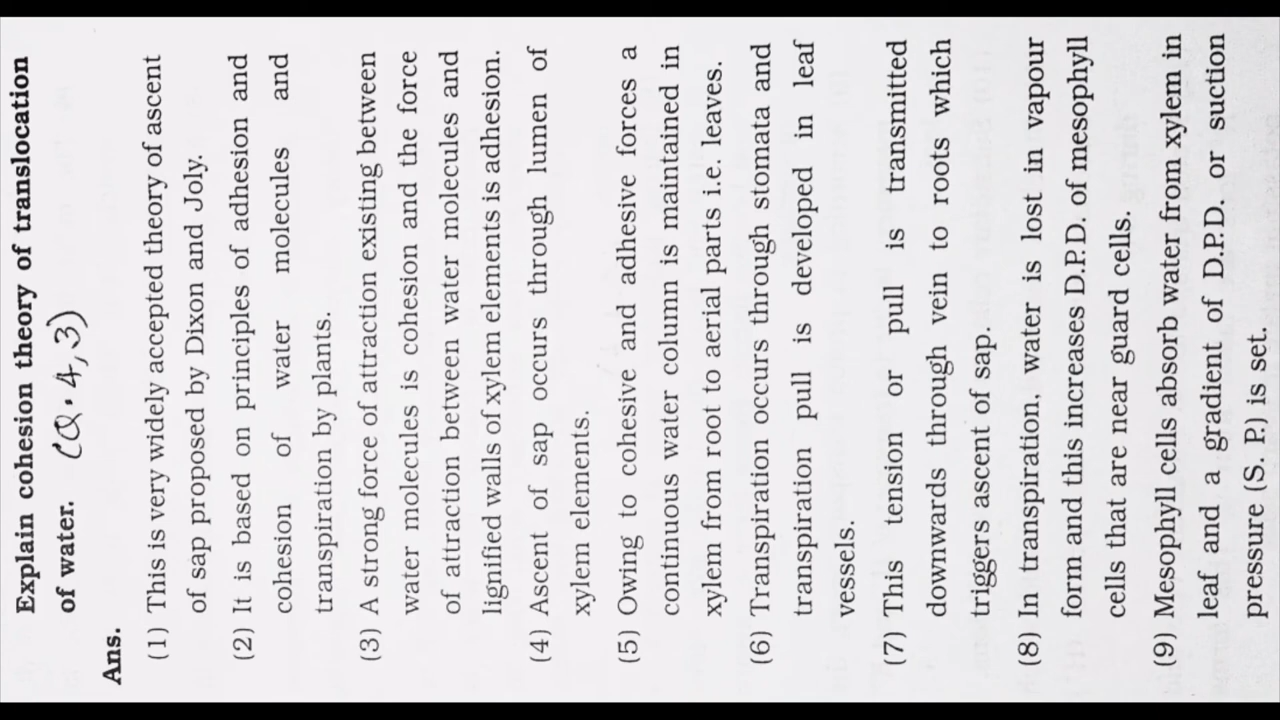 Explain cohesion theory of translocation
of water. (Q. 4, 3)
Ans.
(1) This is very widely accepted theory of ascent
of sap proposed by Dixon and Joly.
(2) It is based on principles of adhesion and
cohesion of water molecules and
transpiration by plants.
(3) A strong force of attraction existing between
water molecules is cohesion and the force
of attraction between water molecules and
lignified walls of xylem elements is adhesion.
(4) Ascent of sap occurs through lumen of
xylem elements.
(5) Owing to cohesive and adhesive forces a
continuous water column is maintained in
xylem from root to aerial parts i.e. leaves.
(6) Transpiration occurs through stomata and
transpiration pull is developed in leaf
vessels.
(7) This tension or pull is transmitted
downwards through vein to roots which
triggers ascent of sap.
(8) In transpiration, water is lost in vapour
form and this increases D.P.D. of mesophyll
cells that are near guard cells.
(9) Mesophyll cells absorb water from xylem in
leaf and a gradient of D.P.D. or suction
pressure (S. P.) is set.